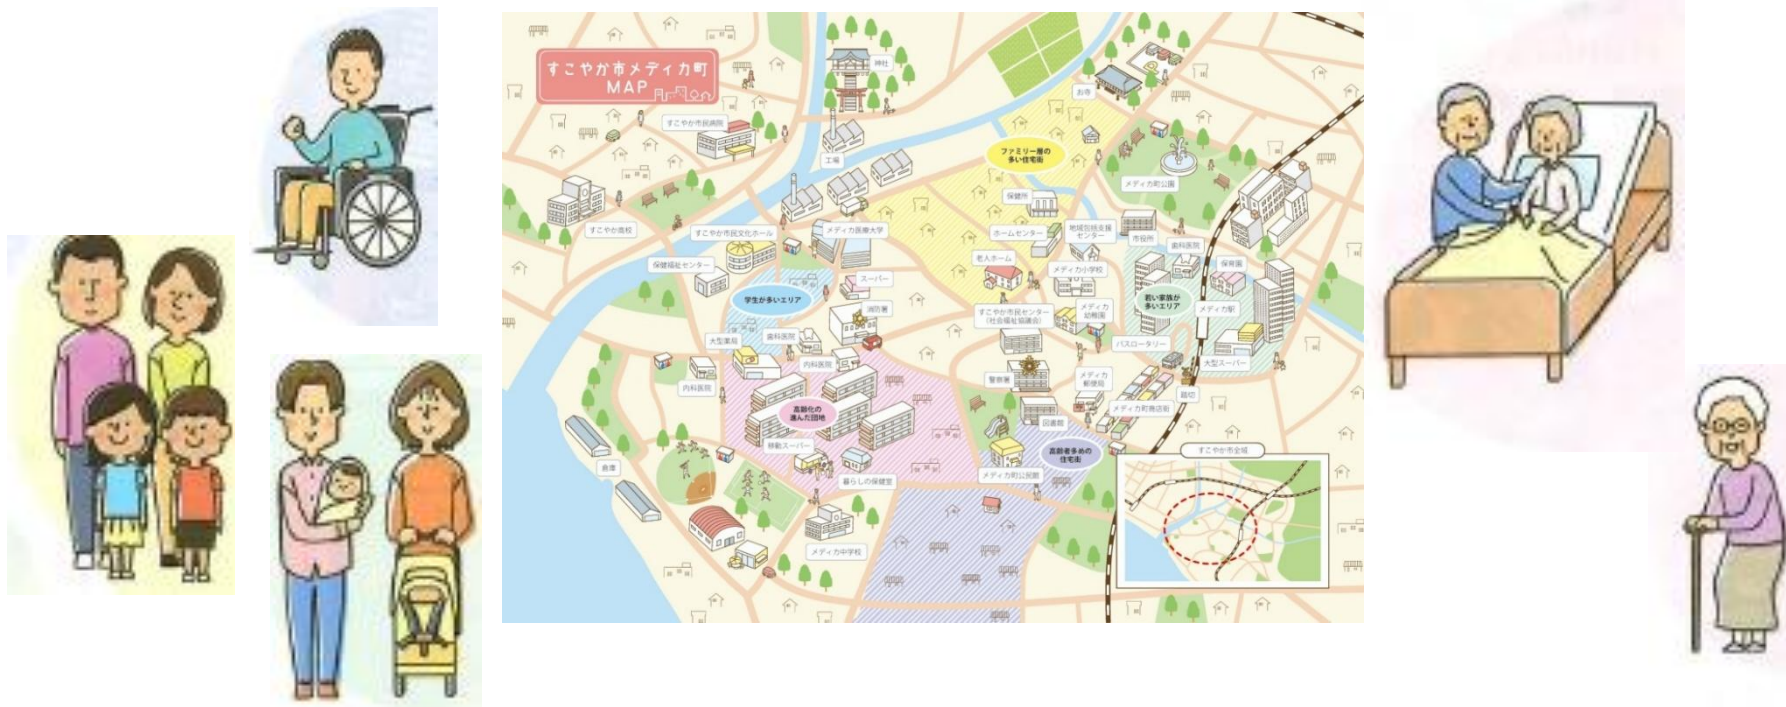 すこやか市メディカ町
MAP
神社
お寺
すこやか市民病院
工場
ファミリー層の
多い住宅街
メディカ町公園
保健所
すこやか高校
すこやか市民文化ホール
メディカ医療大学
ホームセンター
地域包括支援
センター
市役所
歯科医院
保健福祉センター
老人ホーム
メディカ小学校
保育園
スーパー
学生が多いエリア
若い家族が
多いエリア
メディカ駅
消防署
すこやか市民センター
(社会福祉協議会)
メディカ
幼稚園
大型薬局
歯科医院
バスロータリー
内科医院
大型スーパー
内科医院
警察署
メディカ
郵便局
踏切
高齢化の
進んだ団地
メディカ町商店街
図書館
移動スーパー
高齢者多めの
住宅街
すこやか市全域
倉庫
メディカ町公民館
暮らしの保健室
メディカ中学校